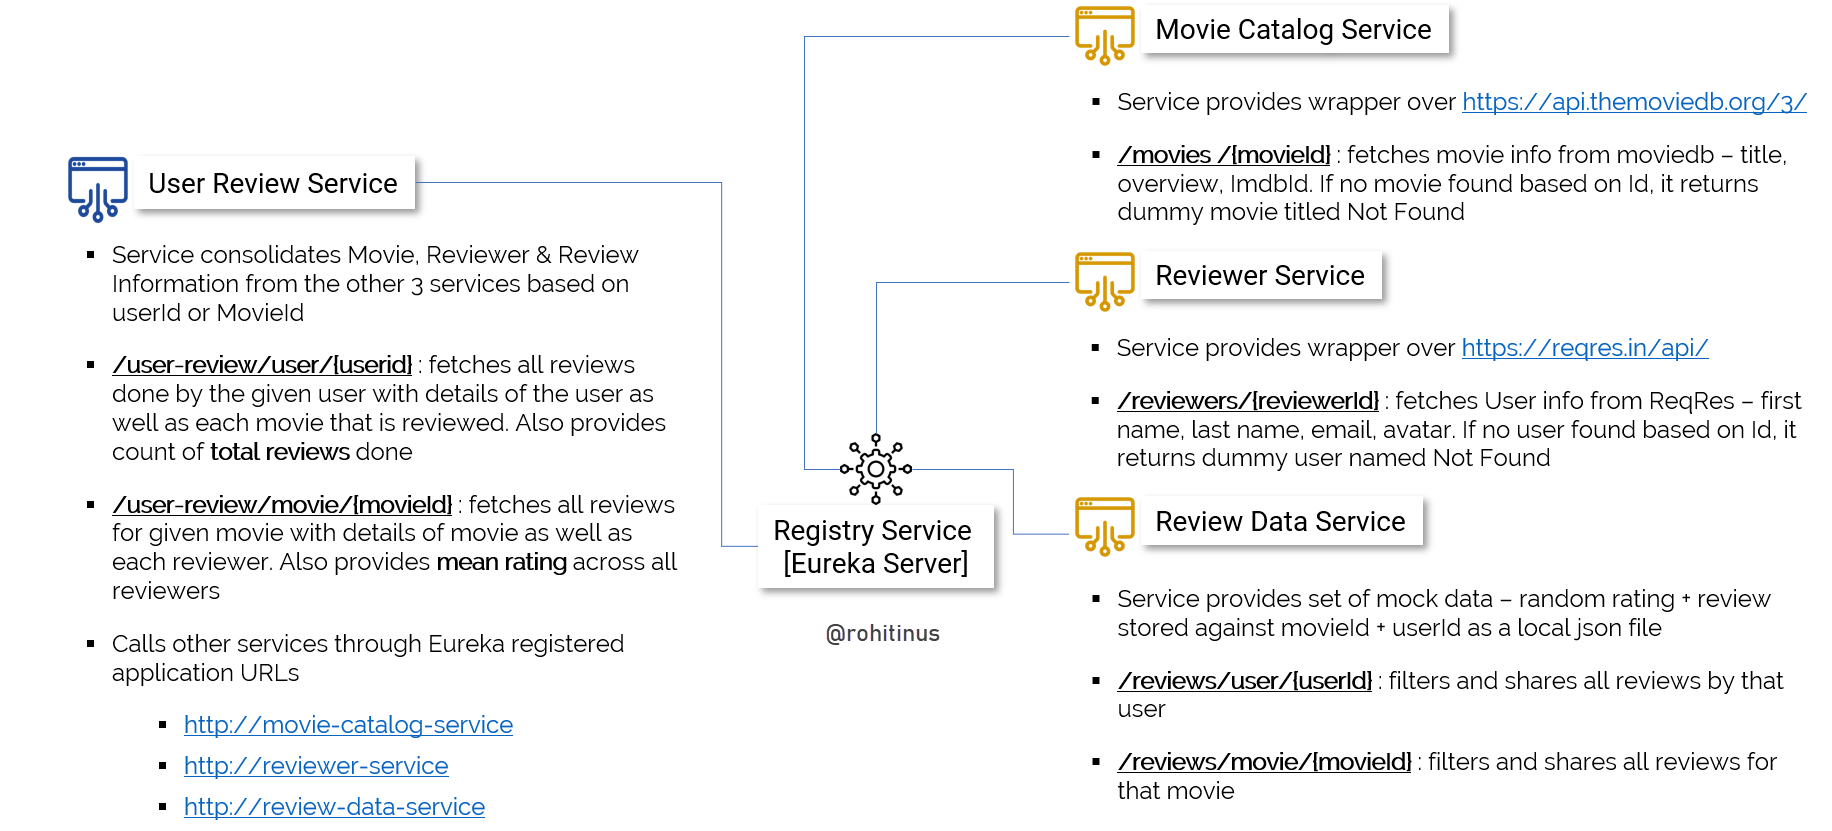 User Review Service
▪ Service consolidates Movie, Reviewer & Review
Information from the other 3 services based on
userId or MovieId
▪ /user-review/user/{userid} : fetches all reviews
done by the given user with details of the user as
well as each movie that is reviewed. Also provides
count of total reviews done
▪ /user-review/movie/{movieId} : fetches all reviews
for given movie with details of movie as well as
each reviewer. Also provides mean rating across all
reviewers
▪ Calls other services through Eureka registered
application URLs
▪ http://movie-catalog-service
▪ http://reviewer-service
▪ http://review-data-service
Registry Service
[Eureka Server]
@rohitinus
Movie Catalog Service
▪ Service provides wrapper over https://api.themoviedb.org/3/
▪ /movies /{movieId} : fetches movie info from moviedb – title,
overview, ImdbId. If no movie found based on Id, it returns
dummy movie titled Not Found
Reviewer Service
▪ Service provides wrapper over https://reqres.in/api/
▪ /reviewers/{reviewerId} : fetches User info from ReqRes – first
name, last name, email, avatar. If no user found based on Id, it
returns dummy user named Not Found
Review Data Service
▪ Service provides set of mock data – random rating + review
stored against movieId + userId as a local json file
▪ /reviews/user/{userId} : filters and shares all reviews by that
user
▪ /reviews/movie/{movieId} : filters and shares all reviews for
that movie